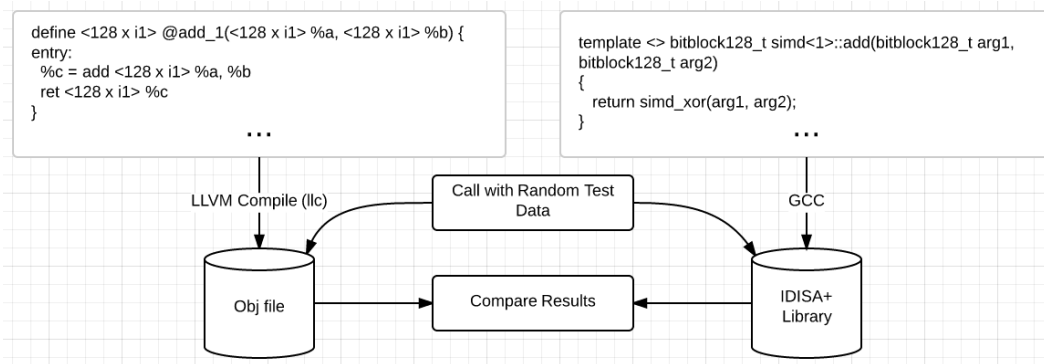 define <128 x i1> @add_1(<128 x i1> %a, <128 x i1> %b) {
entry:
%c = add <128 x i1> %a, %b
ret <128 x i1> %c
}
...
template <> bitblock128_t simd<1>::add(bitblock128_t arg1,
bitblock128_t arg2)
{
return simd_xor(arg1, arg2);
}
...
LLVM Compile (llc)
Call with Random Test
Data
GCC
Obj file
Compare Results
IDISA+
Library